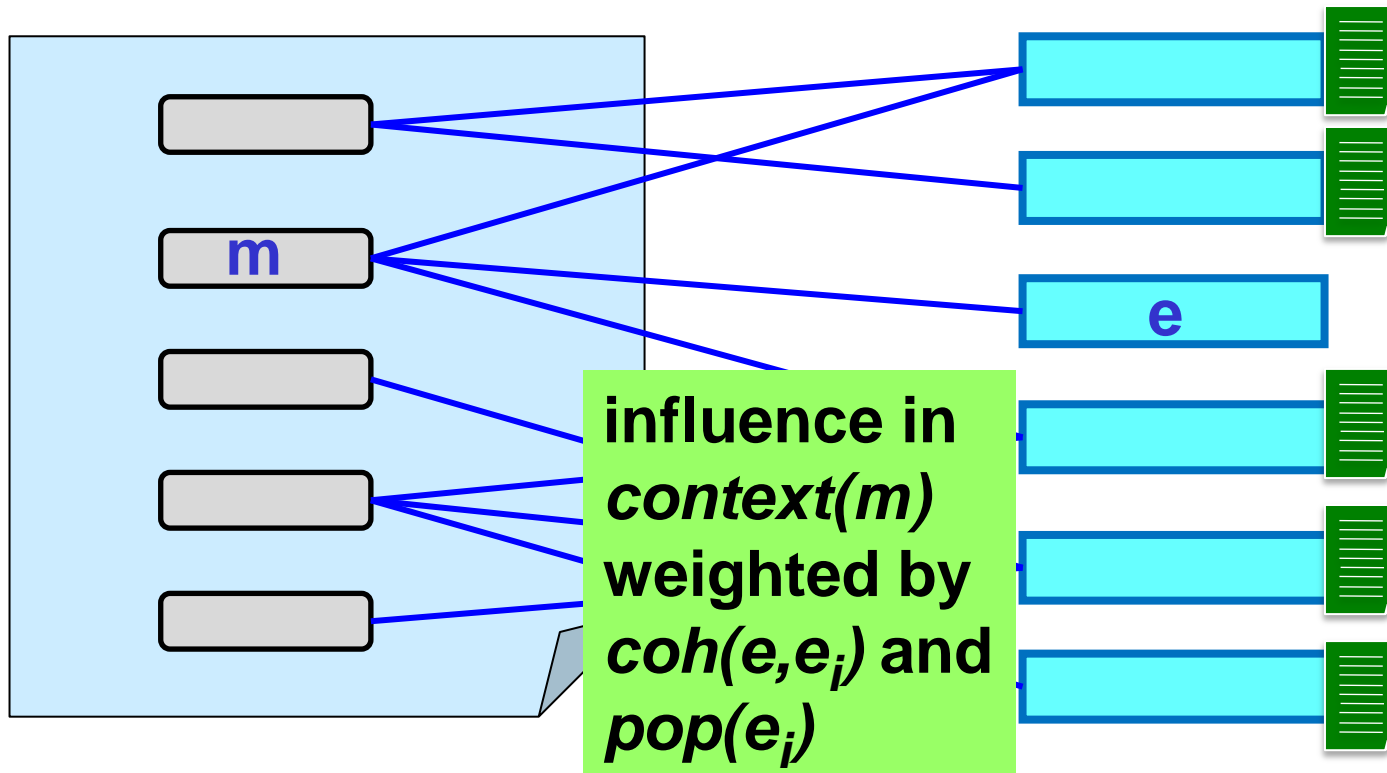 m
e
influence in
context(m)
weighted by
coh(e,eᵢ) and
pop(eᵢ)